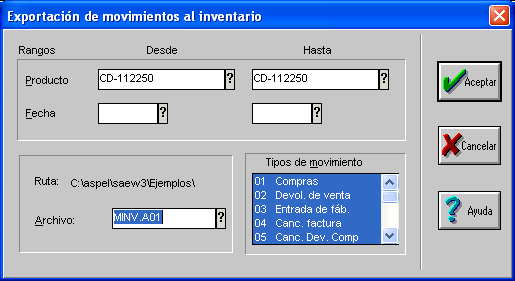 Exportación de movimientos al inventario
Rangos Desde Hasta
Producto CD-112250 ? CD-112250 ?
Fecha ? ?
Ruta: C:\aspel\saew3\Ejemplos\
Archivo: MINV.A01 ?
Tipos de movimiento
01 Compras
02 Devol. de venta
03 Entrada de fáb.
04 Canc. factura
05 Canc. Dev. Comp
Aceptar
Cancelar
? Ayuda